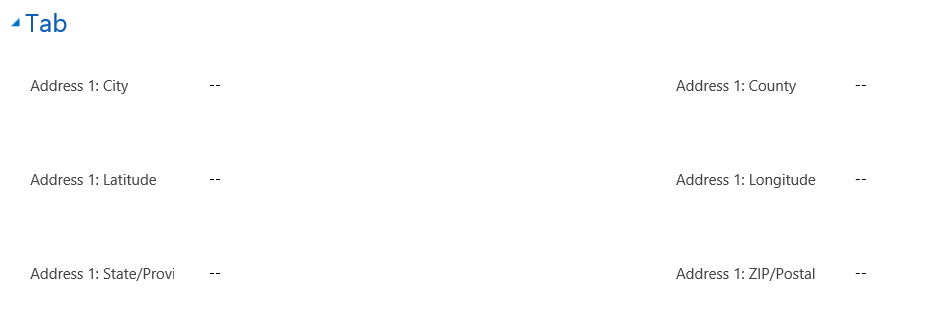 Tab
Address 1: City -- Address 1: County --
Address 1: Latitude -- Address 1: Longitude --
Address 1: State/Provi -- Address 1: ZIP/Postal --